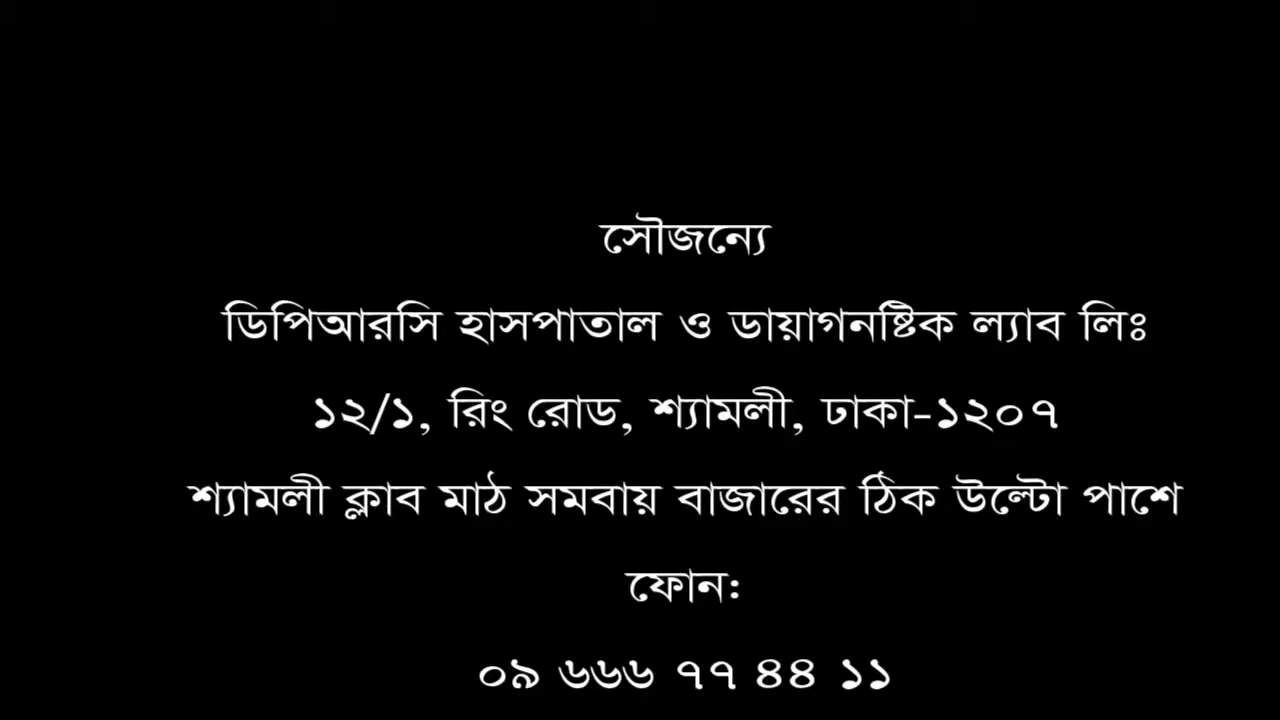 সৌজন্যে
ডিপিআরসি হাসপাতাল ও ডায়াগনষ্টিক ল্যাব লিঃ
১২/১, রিং রোড, শ্যামলী, ঢাকা-১২০৭
শ্যামলী ক্লাব মাঠ সমবায় বাজারের ঠিক উল্টো পাশে
ফোন:
০৯ ৬৬৬ ৭৭ ৪৪ ১১